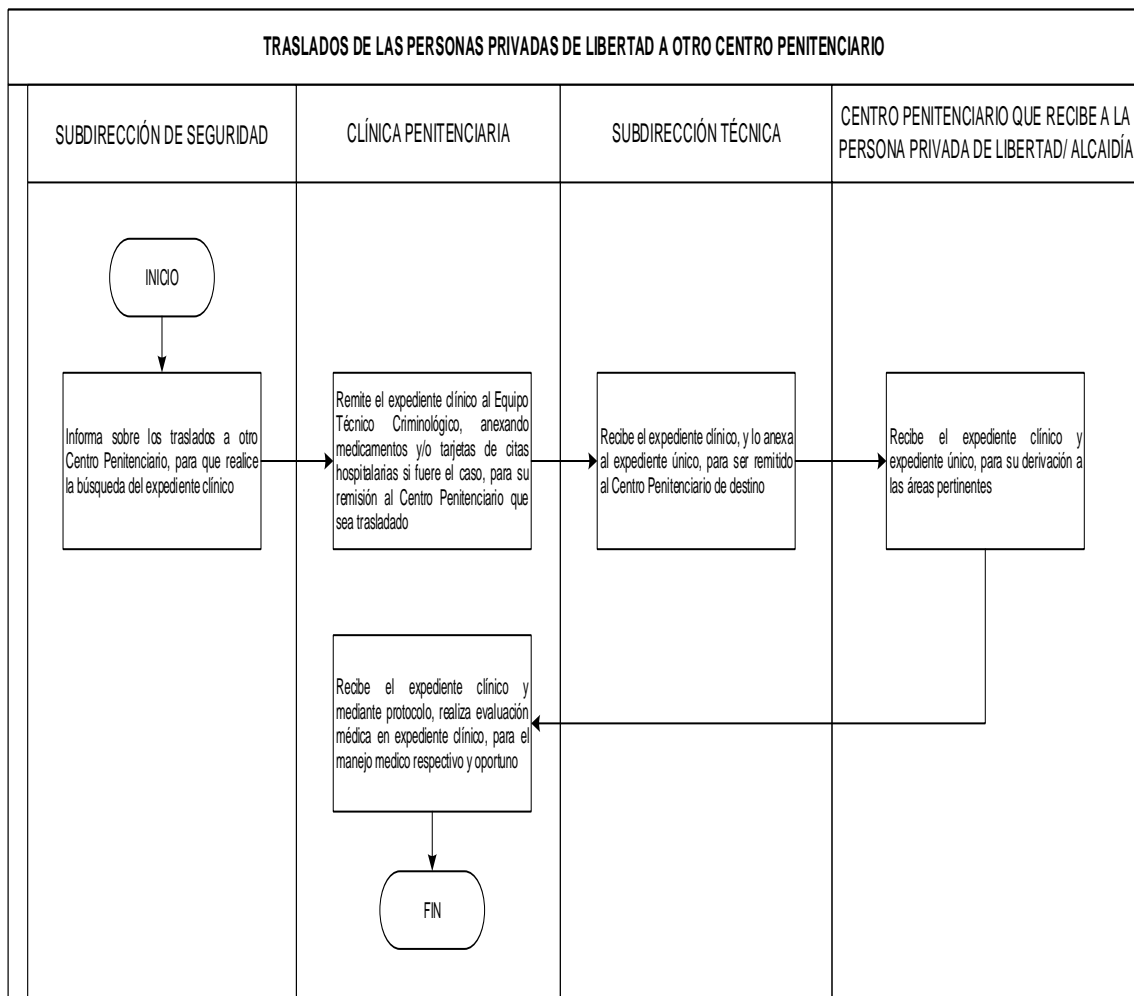 TRASLADOS DE LAS PERSONAS PRIVADAS DE LIBERTAD A OTRO CENTRO PENITENCIARIO
SUBDIRECCIÓN DE SEGURIDAD
CLÍNICA PENITENCIARIA
SUBDIRECCIÓN TÉCNICA
CENTRO PENITENCIARIO QUE RECIBE A LA
PERSONA PRIVADA DE LIBERTAD/ ALCAIDÍA
INICIO
Informa sobre los traslados a otro
Centro Penitenciario, para que realice
la búsqueda del expediente clínico
Remite el expediente clínico al Equipo
Técnico Criminológico, anexando
medicamentos y/o tarjetas de citas
hospitalarias si fuere el caso, para su
remisión al Centro Penitenciario que
sea trasladado
Recibe el expediente clínico, y lo anexa
al expediente único, para ser remitido
al Centro Penitenciario de destino
Recibe el expediente clínico y
expediente único, para su derivación a
las áreas pertinentes
Recibe el expediente clínico y
mediante protocolo, realiza evaluación
médica en expediente clínico, para el
manejo medico respectivo y oportuno
FIN